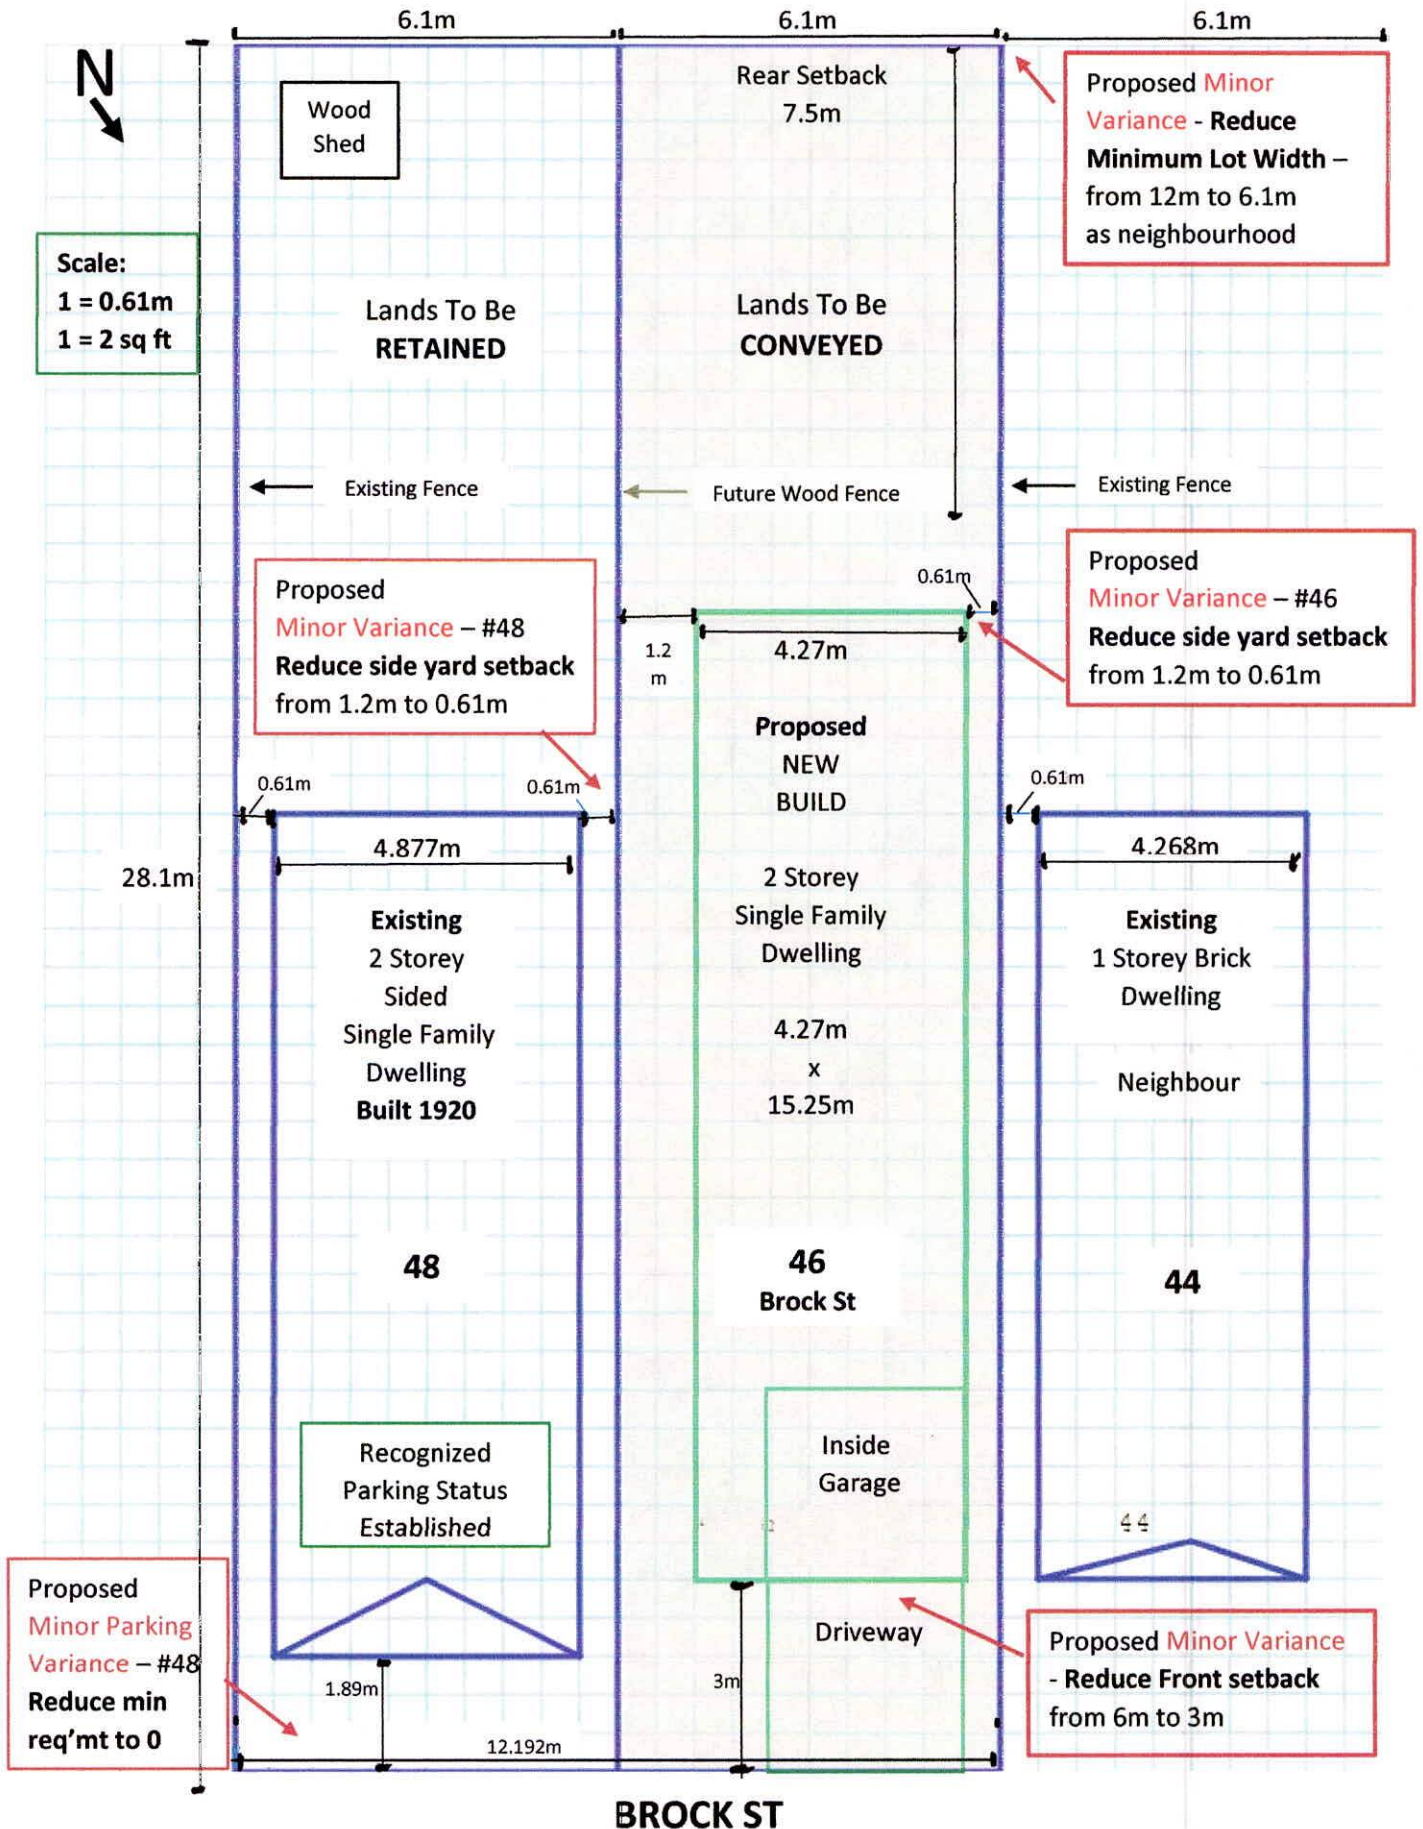 6.1m
6.1m
6.1m
N
Wood
Shed
Rear Setback
7.5m
Proposed Minor
Variance - Reduce
Minimum Lot Width –
from 12m to 6.1m
as neighbourhood
Scale:
1 = 0.61m
1 = 2 sq ft
Lands To Be
RETAINED
Lands To Be
CONVEYED
Existing Fence
Future Wood Fence
Existing Fence
Proposed
Minor Variance – #48
Reduce side yard setback
from 1.2m to 0.61m
0.61m
Proposed
Minor Variance – #46
Reduce side yard setback
from 1.2m to 0.61m
1.2
m
4.27m
0.61m
0.61m
0.61m
28.1m
4.877m
4.268m
Existing
2 Storey
Sided
Single Family
Dwelling
Built 1920
Proposed
NEW
BUILD
2 Storey
Single Family
Dwelling
4.27m
x
15.25m
Existing
1 Storey Brick
Dwelling
Neighbour
48
46
Brock St
44
Recognized
Parking Status
Established
Inside
Garage
44
Proposed
Minor Parking
Variance – #48
Reduce min
req'mt to 0
1.89m
3m
Driveway
Proposed Minor Variance
- Reduce Front setback
from 6m to 3m
12.192m
BROCK ST